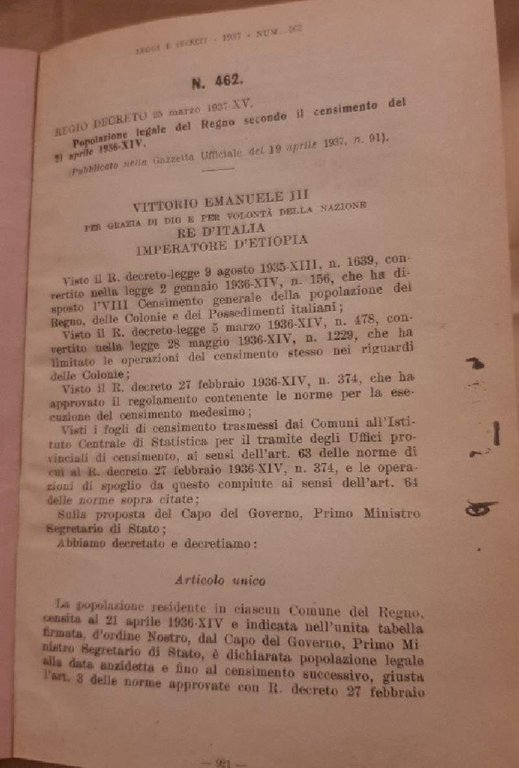 LEGGI E DECRETI - 1937 - NUM. 462
N. 462.
REGIO DECRETO 25 marzo 1937-XV.
Popolazione legale del Regno secondo il censimento del
21 aprile 1936-XIV.
(Pubblicato nella Gazzetta Ufficiale del 19 aprile 1937, n. 91).
VITTORIO EMANUELE III
PER GRAZIA DI DIO E PER VOLONTÀ DELLA NAZIONE
RE D'ITALIA
IMPERATORE D'ETIOPIA
Visto il R. decreto-legge 9 agosto 1935-XIII, n. 1639, con-
vertito nella legge 2 gennaio 1936-XIV, n. 156, che ha di-
sposto l'VIII Censimento generale della popolazione del
Regno, delle Colonie e dei Possedimenti italiani;
Visto il R. decreto-legge 5 marzo 1936-XIV, n. 478, con-
vertito nella legge 28 maggio 1936-XIV, n. 1229, che ha
limitato le operazioni del censimento stesso nei riguardi
delle Colonie;
Visto il R. decreto 27 febbraio 1936-XIV, n. 374, che ha
approvato il regolamento contenente le norme per la ese-
cuzione del censimento medesimo;
Visti i fogli di censimento trasmessi dai Comuni all'Isti-
tuto Centrale di Statistica per il tramite degli Uffici pro-
vinciali di censimento, ai sensi dell'art. 63 delle norme di
cui al R. decreto 27 febbraio 1936-XIV, n. 374, e le opera-
zioni di spoglio da questo compiute ai sensi dell'art. 64
delle norme sopra citate;
Sulla proposta del Capo del Governo, Primo Ministro
Segretario di Stato;
Abbiamo decretato e decretiamo:
Articolo unico
La popolazione residente in ciascun Comune del Regno,
censita al 21 aprile 1936-XIV e indicata nell'unita tabella
firmata, d'ordine Nostro, dal Capo del Governo, Primo Mi
nistro Segretario di Stato, è dichiarata popolazione legale
alla data anzidetta e fino al censimento successivo, giusta
l'art. 3 delle norme approvate con R. decreto 27 febbraio